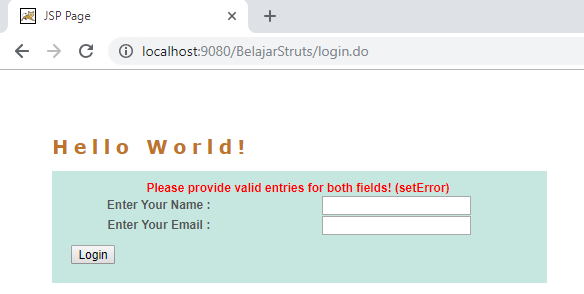 JSP Page
localhost:9080/BelajarStruts/login.do
Hello World!
Please provide valid entries for both fields! (setError)
Enter Your Name :
Enter Your Email :
Login